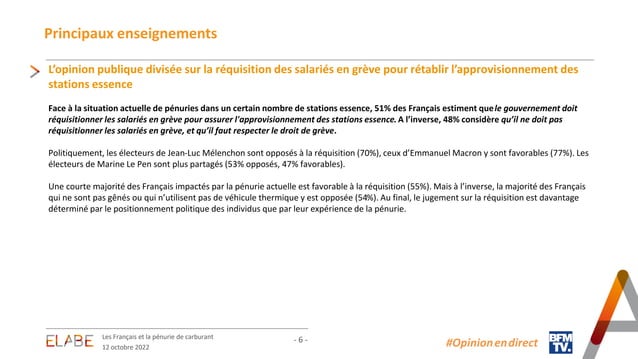 Principaux enseignements
L'opinion publique divisée sur la réquisition des salariés en grève pour rétablir l'approvisionnement des
stations essence
Face à la situation actuelle de pénuries dans un certain nombre de stations essence, 51% des Français estiment que le gouvernement doit
réquisitionner les salariés en grève pour assurer l'approvisionnement des stations essence. A l'inverse, 48% considère qu'il ne doit pas
réquisitionner les salariés en grève, et qu'il faut respecter le droit de grève.
Politiquement, les électeurs de Jean-Luc Mélenchon sont opposés à la réquisition (70%), ceux d'Emmanuel Macron y sont favorables (77%). Les
électeurs de Marine Le Pen sont plus partagés (53% opposés, 47% favorables).
Une courte majorité des Français impactés par la pénurie actuelle est favorable à la réquisition (55%). Mais à l'inverse, la majorité des Français
qui ne sont pas gênés ou qui n'utilisent pas de véhicule thermique y est opposée (54%). Au final, le jugement sur la réquisition est davantage
déterminé par le positionnement politique des individus que par leur expérience de la pénurie.
ELABE
Les Français et la pénurie de carburant
12 octobre 2022
- 6 -
#Opinion en direct
BFM
TV.